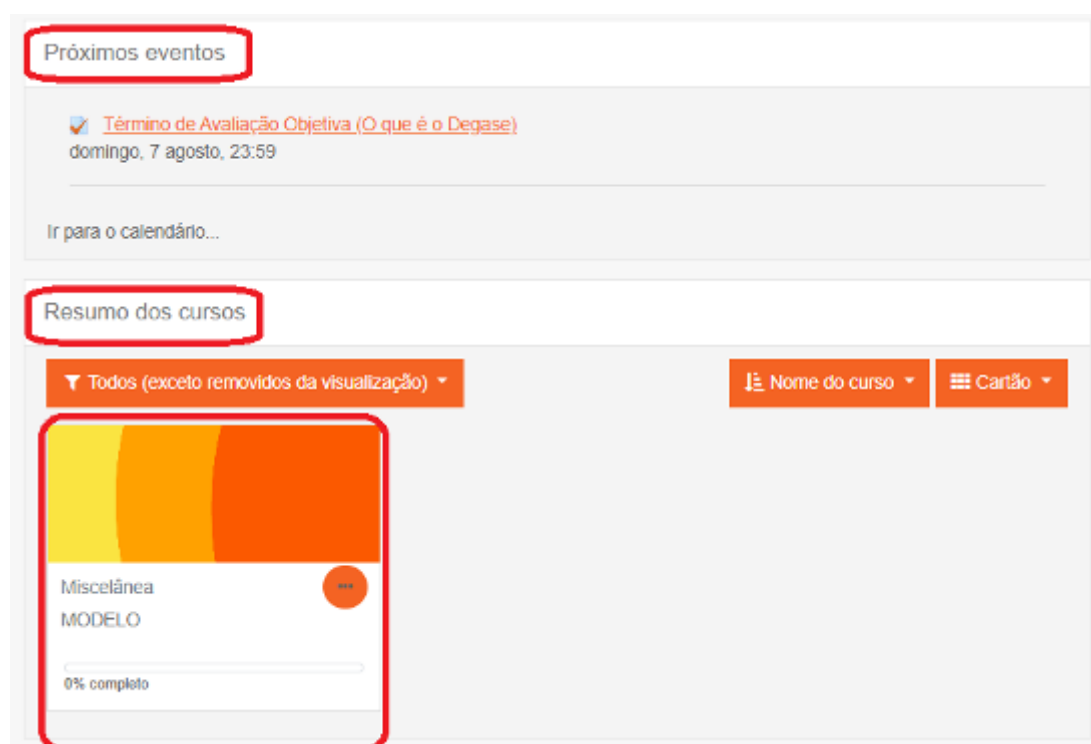 Próximos eventos
Término de Avaliação Objetiva (O que é o Degase)
domingo, 7 agosto, 23:59
Ir para o calendário...
Resumo dos cursos
Todos (exceto removidos da visualização)
Nome do curso
Cartão
Miscelânea
MODELO
0% completo